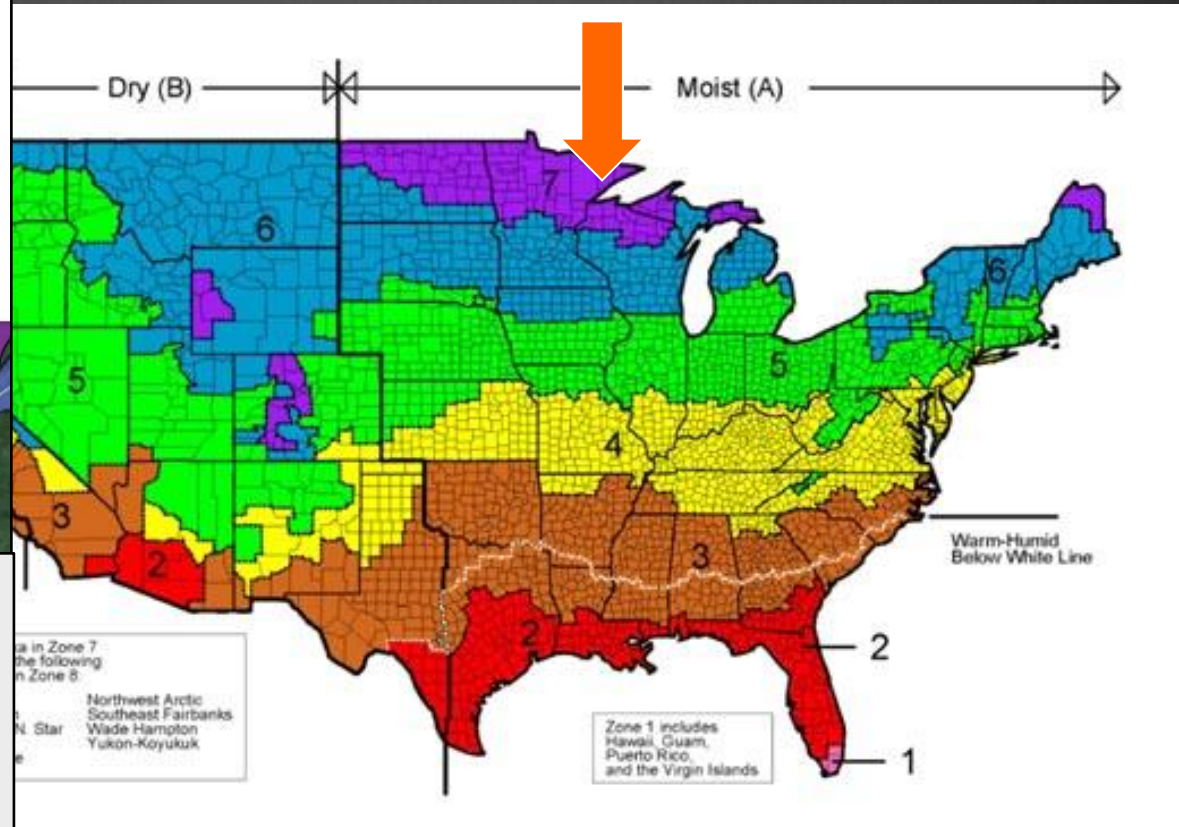 Dry (B)
Moist (A)
7
6
6
5
5
4
3
3
Warm-Humid
Below White Line
2
2
2
in Zone 7
the following
n Zone 8:
Northwest Arctic
Southeast Fairbanks
N. Star Wade Hampton
Yukon-Koyukuk
Zone 1 includes
Hawaii, Guam,
Puerto Rico,
and the Virgin Islands
1